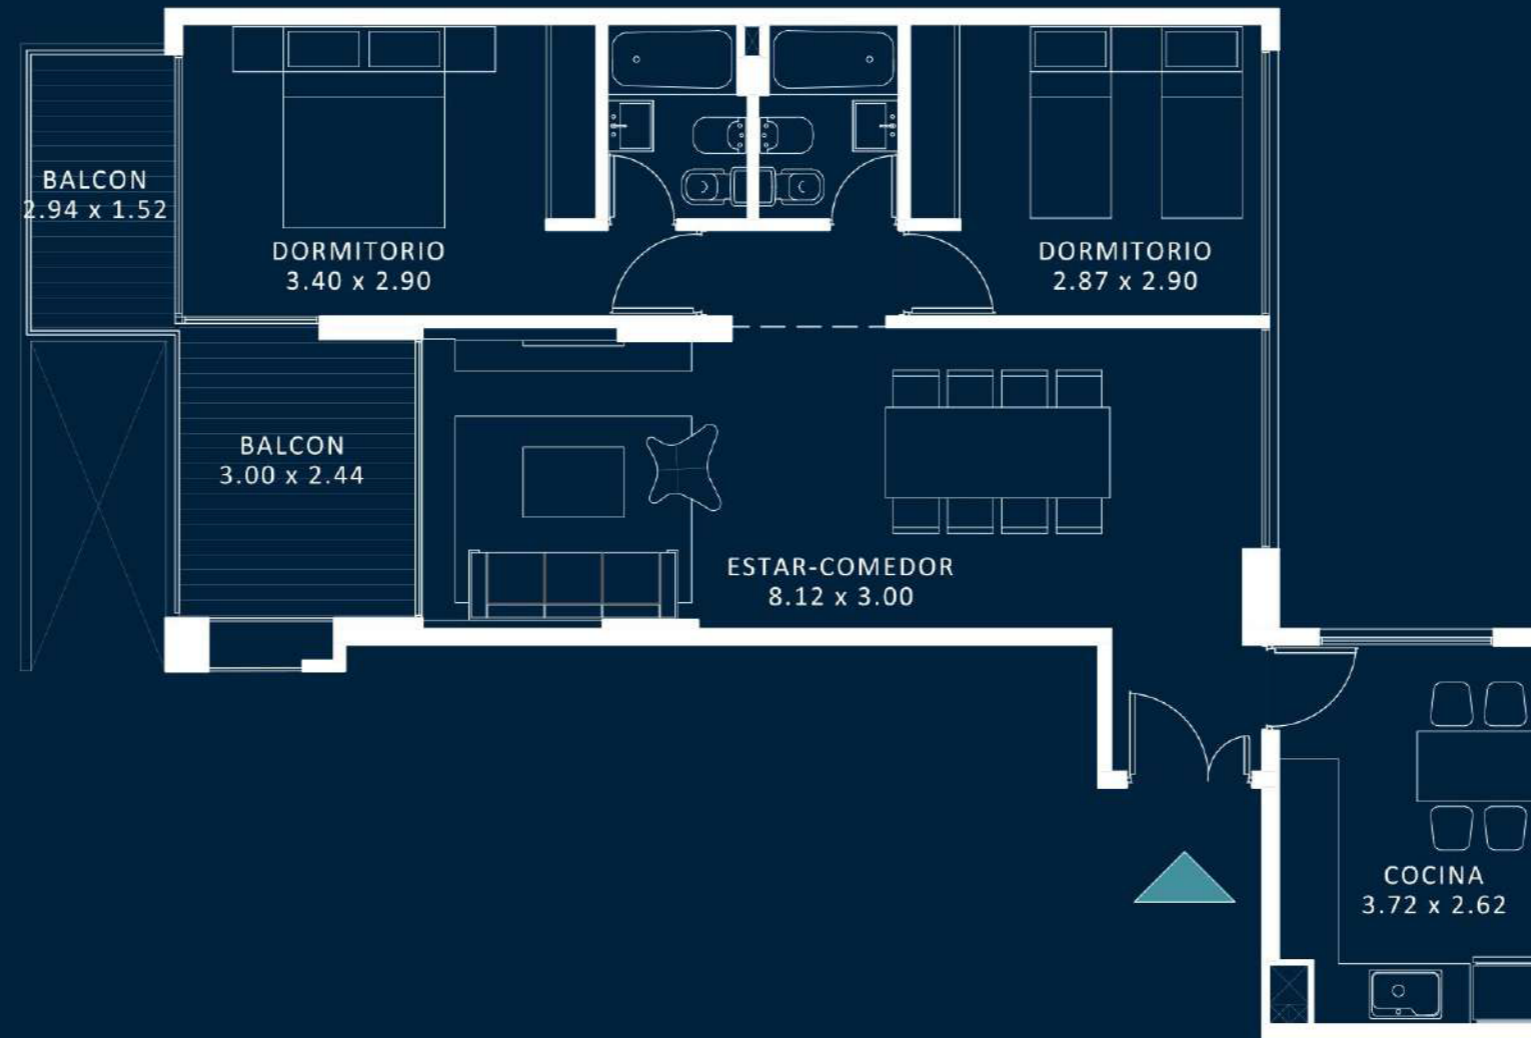 BALCON
2.94 x 1.52
DORMITORIO
3.40 x 2.90
DORMITORIO
2.87 x 2.90
BALCON
3.00 x 2.44
ESTAR-COMEDOR
8.12 x 3.00
COCINA
3.72 x 2.62